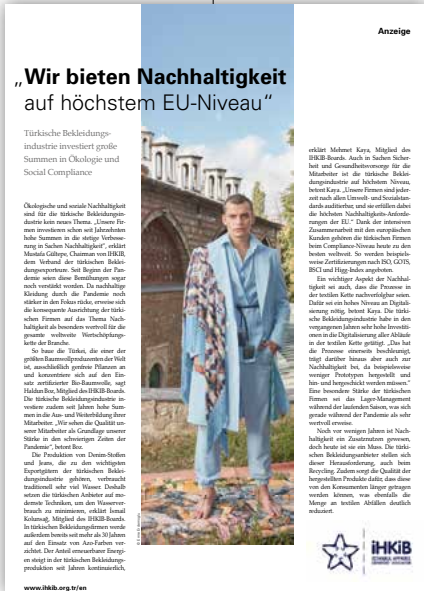 Anzeige
„Wir bieten Nachhaltigkeit
auf höchstem EU-Niveau“
Türkische Bekleidungs-
industrie investiert große
Summen in Ökologie und
Social Compliance
Ökologische und soziale Nachhaltigkeit
sind für die türkische Bekleidungsin-
dustrie kein neues Thema. „Unsere Fir-
men investieren schon seit Jahrzehnten
hohe Summen in die stetige Verbesse-
rung in Sachen Nachhaltigkeit“, erklärt
Mustafa Gültepe, Chairman von IHKIB,
dem Verband der türkischen Beklei-
dungsexporteure. Seit Beginn der Pan-
demie seien diese Bemühungen sogar
noch verstärkt worden. Da nachhaltige
Kleidung durch die Pandemie noch
stärker in den Fokus rücke, erweise sich
die konsequente Ausrichtung der türki-
schen Firmen auf das Thema Nach-
haltigkeit als besonders wertvoll für die
gesamte weltweite Wertschöpfungs-
kette der Branche.
So baue die Türkei, die einer der
größten Baumwollproduzenten der Welt
ist, ausschließlich genfreie Pflanzen an
und konzentriere sich auf den Ein-
satz zertifizierter Bio-Baumwolle, sagt
Haldun Boz, Mitglied des IHKIB-Boards.
Die türkische Bekleidungsindustrie in-
vestiere zudem seit Jahren hohe Sum-
men in die Aus- und Weiterbildung ihrer
Mitarbeiter. „Wir sehen die Qualität un-
serer Mitarbeiter als Grundlage unserer
Stärke in den schwierigen Zeiten der
Pandemie“, betont Boz.
Die Produktion von Denim-Stoffen
und Jeans, die zu den wichtigsten
Exportgütern der türkischen Beklei-
dungsindustrie gehören, verbraucht
traditionell sehr viel Wasser. Deshalb
setzen die türkischen Anbieter auf mo-
dernste Techniken, um den Wasserver-
brauch zu minimieren, erklärt Ismail
Kolunsağ, Mitglied des IHKIB-Boards.
In türkischen Bekleidungsfirmen werde
außerdem bereits seit mehr als 30 Jahren
auf den Einsatz von Azo-Farben ver-
zichtet. Der Anteil erneuerbarer Energi-
en steigt in der türkischen Bekleidungs-
produktion seit Jahren kontinuierlich,
erklärt Mehmet Kaya, Mitglied des
IHKIB-Boards. Auch in Sachen Sicher-
heit und Gesundheitsvorsorge für die
Mitarbeiter ist die türkische Beklei-
dungsindustrie auf höchstem Niveau,
betont Kaya. „Unsere Firmen sind jeder-
zeit nach allen Umwelt- und Sozialstan-
dards auditierbar, und sie erfüllen dabei
die höchsten Nachhaltigkeits-Anforde-
rungen der EU.“ Dank der intensiven
Zusammenarbeit mit den europäischen
Kunden gehören die türkischen Firmen
beim Compliance-Niveau heute zu den
besten weltweit. So werden beispiels-
weise Zertifizierungen nach ISO, GOTS,
BSCI und Higg-Index angeboten.
Ein wichtiger Aspekt der Nachhal-
tigkeit sei auch, dass die Prozesse in
der textilen Kette nachverfolgbar seien.
Dafür sei ein hohes Niveau an Digitali-
sierung nötig, betont Kaya. Die türki-
sche Bekleidungsindustrie habe in den
vergangenen Jahren sehr hohe Investiti-
onen in die Digitalisierung aller Abläufe
in der textilen Kette getätigt. „Das hat
die Prozesse einerseits beschleunigt,
trägt darüber hinaus aber auch zur
Nachhaltigkeit bei, da beispielsweise
weniger Prototypen hergestellt und
hin- und hergeschickt werden müssen.“
Eine besondere Stärke der türkischen
Firmen sei das Lager-Management
während der laufenden Saison, was sich
gerade während der Pandemie als sehr
wertvoll erweise.
Noch vor wenigen Jahren ist Nach-
haltigkeit ein Zusatznutzen gewesen,
doch heute ist sie ein Muss. Die türki-
schen Bekleidungsanbieter stellen sich
dieser Herausforderung, auch beim
Recycling. Zudem sorgt die Qualität der
hergestellten Produkte dafür, dass diese
von den Konsumenten länger getragen
werden können, was ebenfalls die
Menge an textilen Abfällen deutlich
reduziert.
iHKiB
www.ihkib.org.tr/en